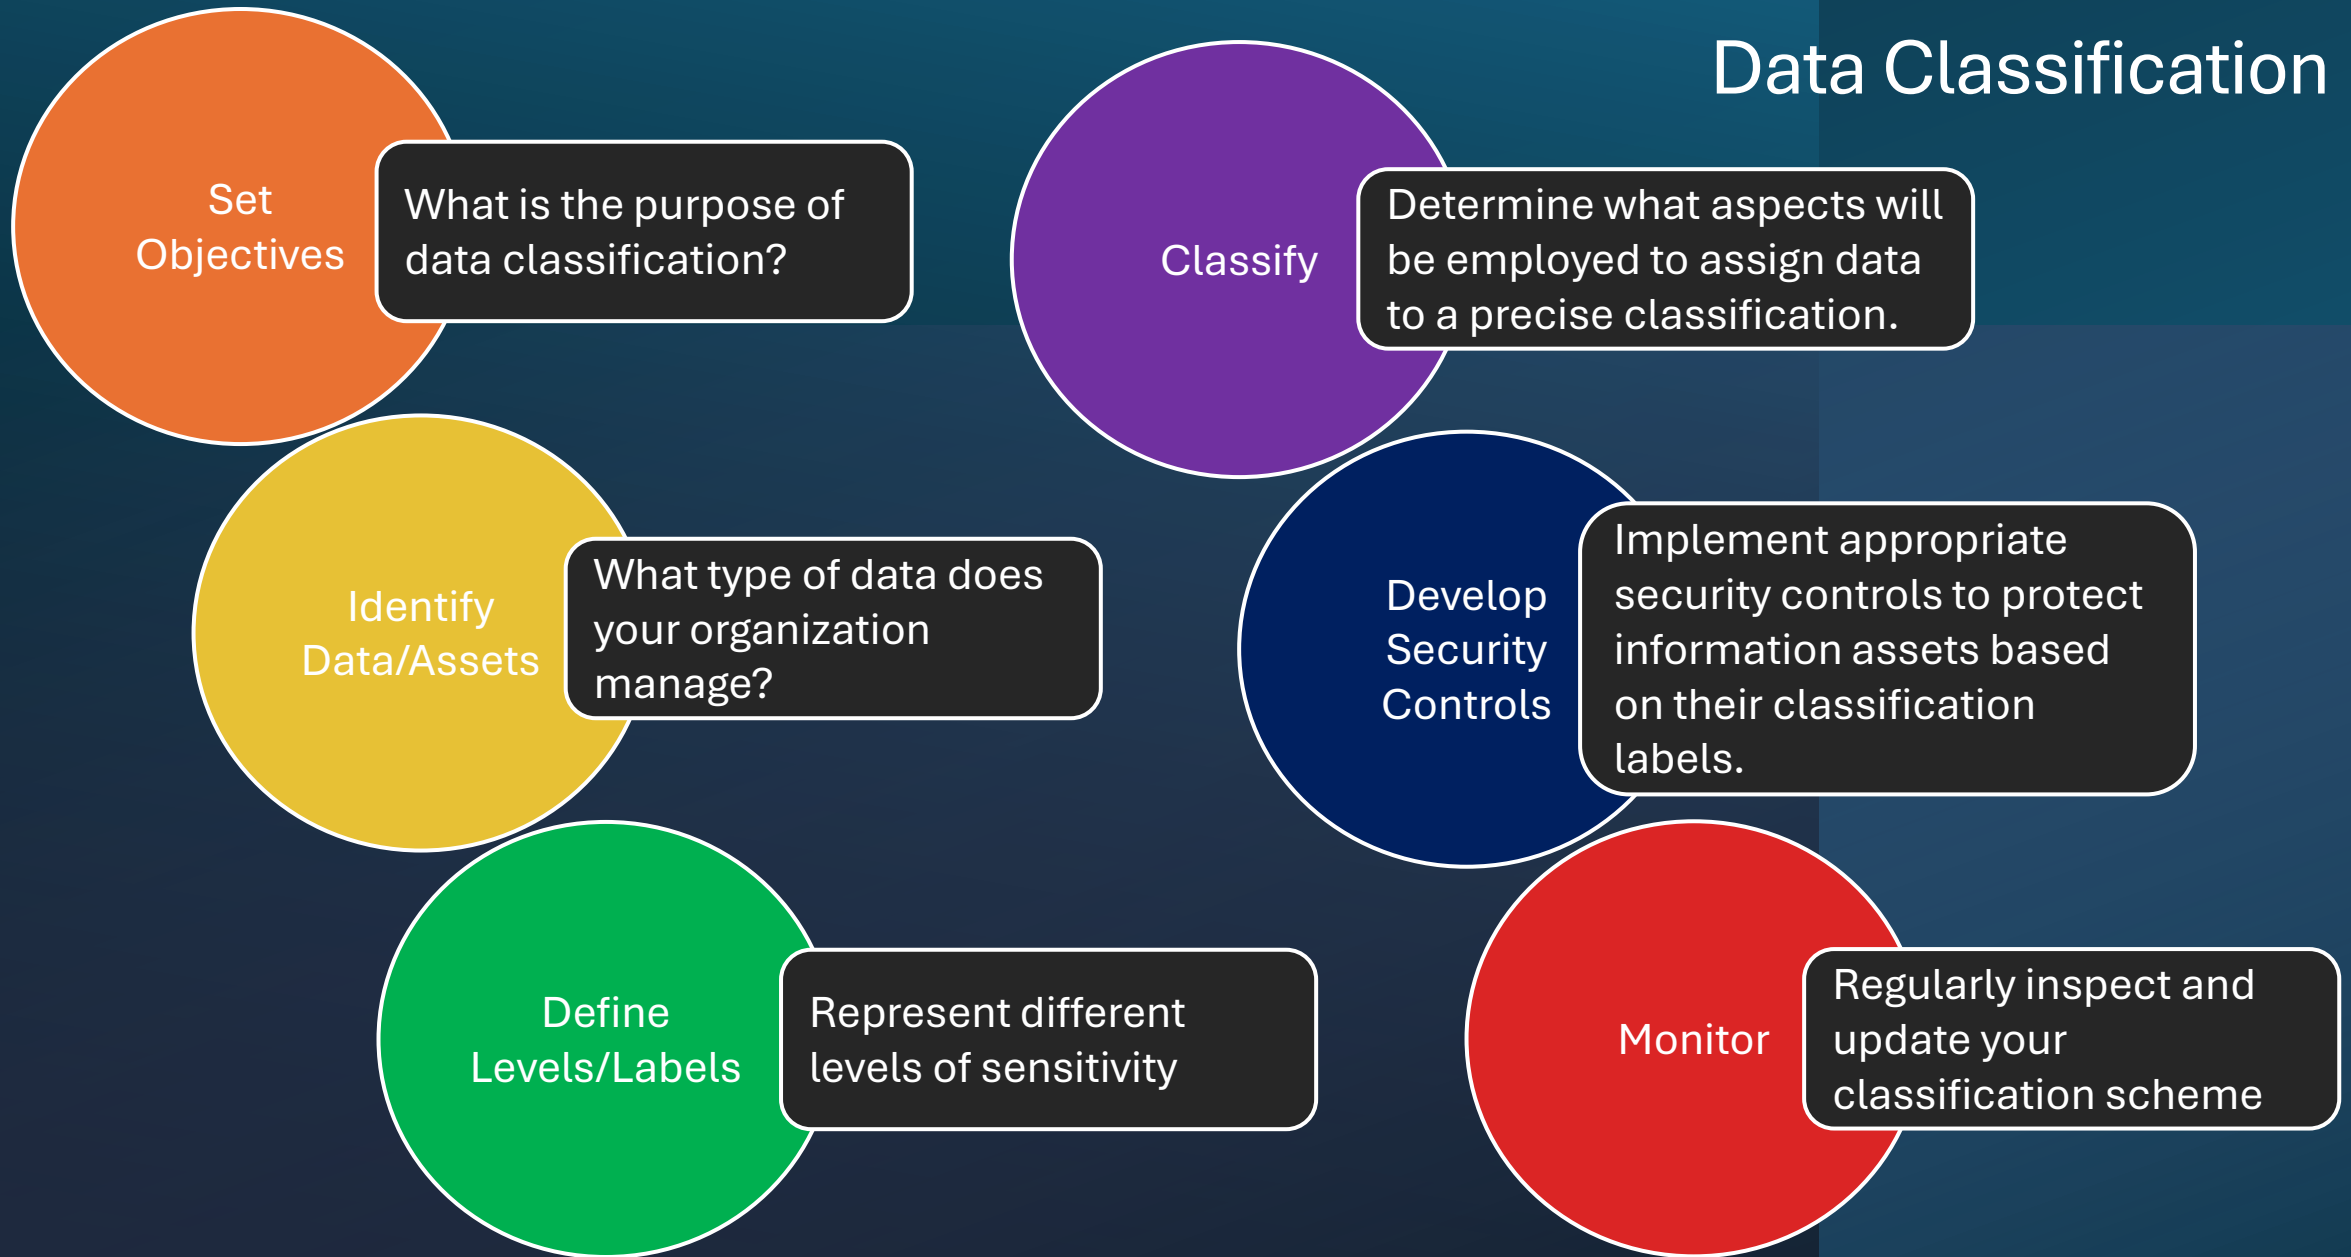 Data Classification
Set
Objectives
What is the purpose of
data classification?
Identify
Data/Assets
What type of data does
your organization
manage?
Define
Levels/Labels
Represent different
levels of sensitivity
Classify
Determine what aspects will
be employed to assign data
to a precise classification.
Develop
Security
Controls
Implement appropriate
security controls to protect
information assets based
on their classification
labels.
Monitor
Regularly inspect and
update your
classification scheme